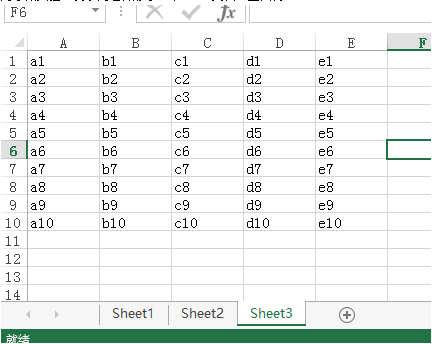 F6 fx
A B C D E F
1 a1 b1 c1 d1 e1
2 a2 b2 c2 d2 e2
3 a3 b3 c3 d3 e3
4 a4 b4 c4 d4 e4
5 a5 b5 c5 d5 e5
6 a6 b6 c6 d6 e6
7 a7 b7 c7 d7 e7
8 a8 b8 c8 d8 e8
9 a9 b9 c9 d9 e9
10 a10 b10 c10 d10 e10
11
12
13
14
Sheet1 Sheet2 Sheet3
就绪